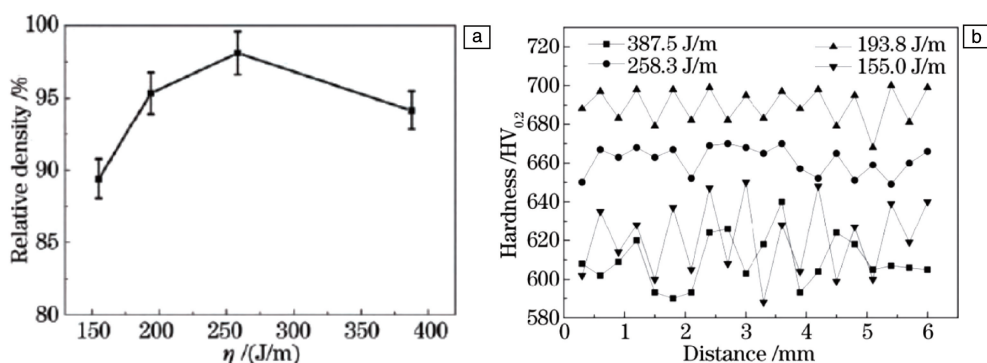 a
Relative density /%
100
95
90
85
80
150 200 250 300 350 400
η /(J/m)
b
Hardness /HV0.2
720
700
680
660
640
620
600
580
387.5 J/m
258.3 J/m
193.8 J/m
155.0 J/m
0 1 2 3 4 5 6
Distance /mm